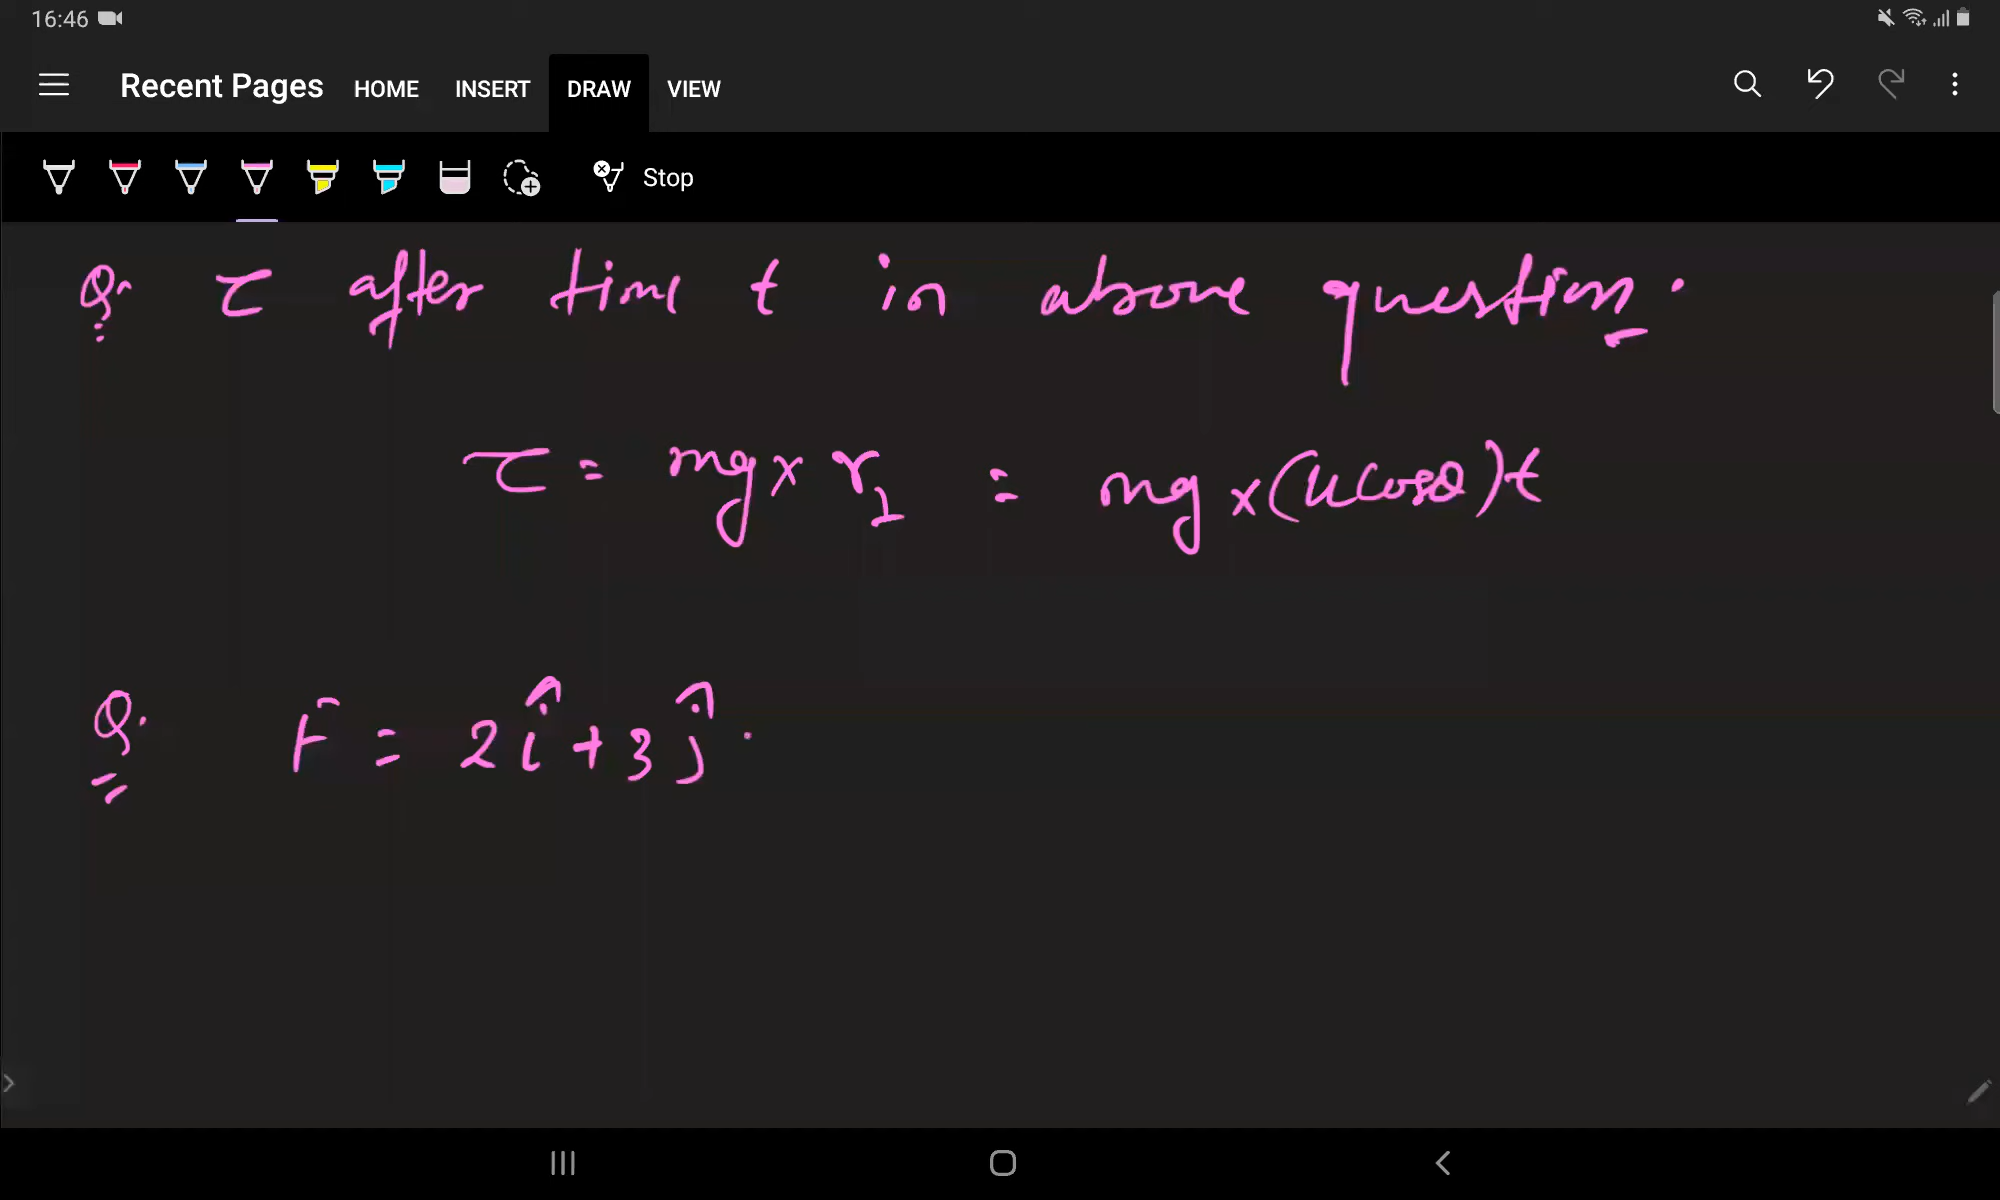 16:46
Recent Pages HOME INSERT DRAW VIEW
Stop
Q. τ after time t in above question.
τ = mg × r⊥ = mg × (u cosθ)t
Q. F̄ = 2î + 3ĵ.